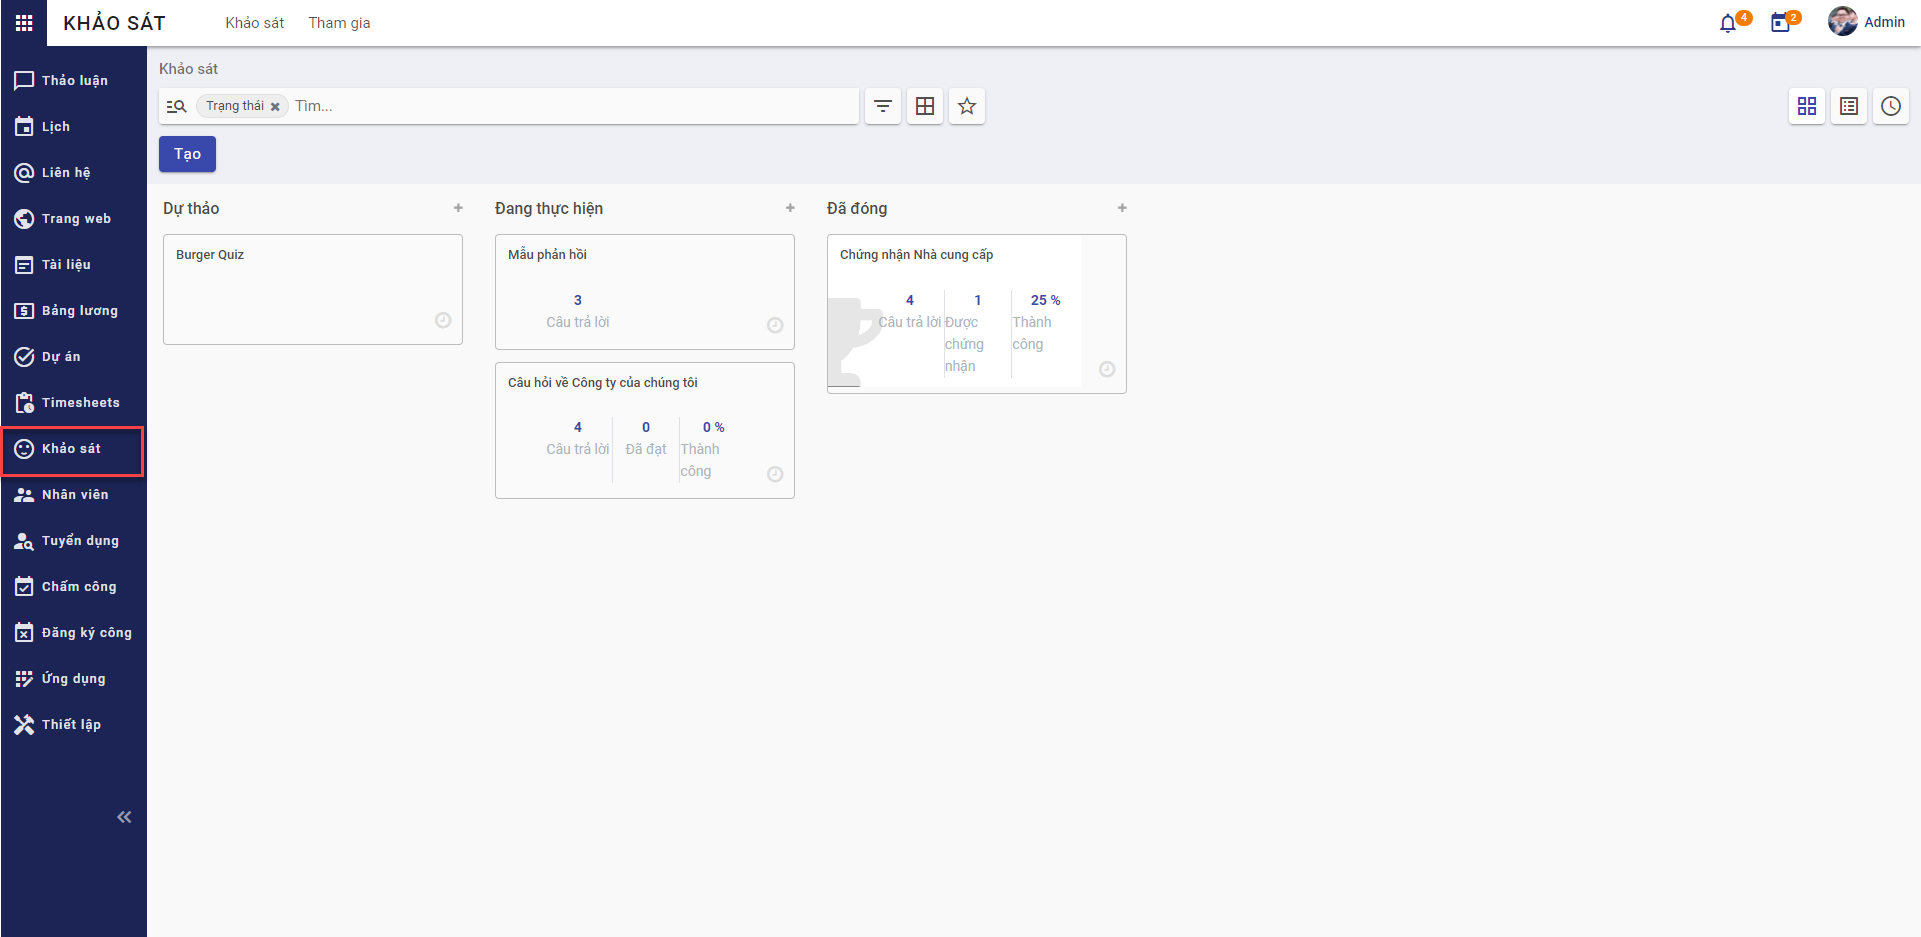 KHẢO SÁT
Khảo sát
Tham gia
4
2
Admin
Thảo luận
Lịch
Liên hệ
Trang web
Tài liệu
Bảng lương
Dự án
Timesheets
Khảo sát
Nhân viên
Tuyển dụng
Chấm công
Đăng ký công
Ứng dụng
Thiết lập
Khảo sát
Trạng thái
Tìm...
Tạo
Dự thảo
Burger Quiz
Đang thực hiện
Mẫu phản hồi
3
Câu trả lời
Câu hỏi về Công ty của chúng tôi
4
Câu trả lời
0
Đã đạt
0 %
Thành
công
Đã đóng
Chứng nhận Nhà cung cấp
4
Câu trả lời
1
Được
chứng
nhận
25 %
Thành
công